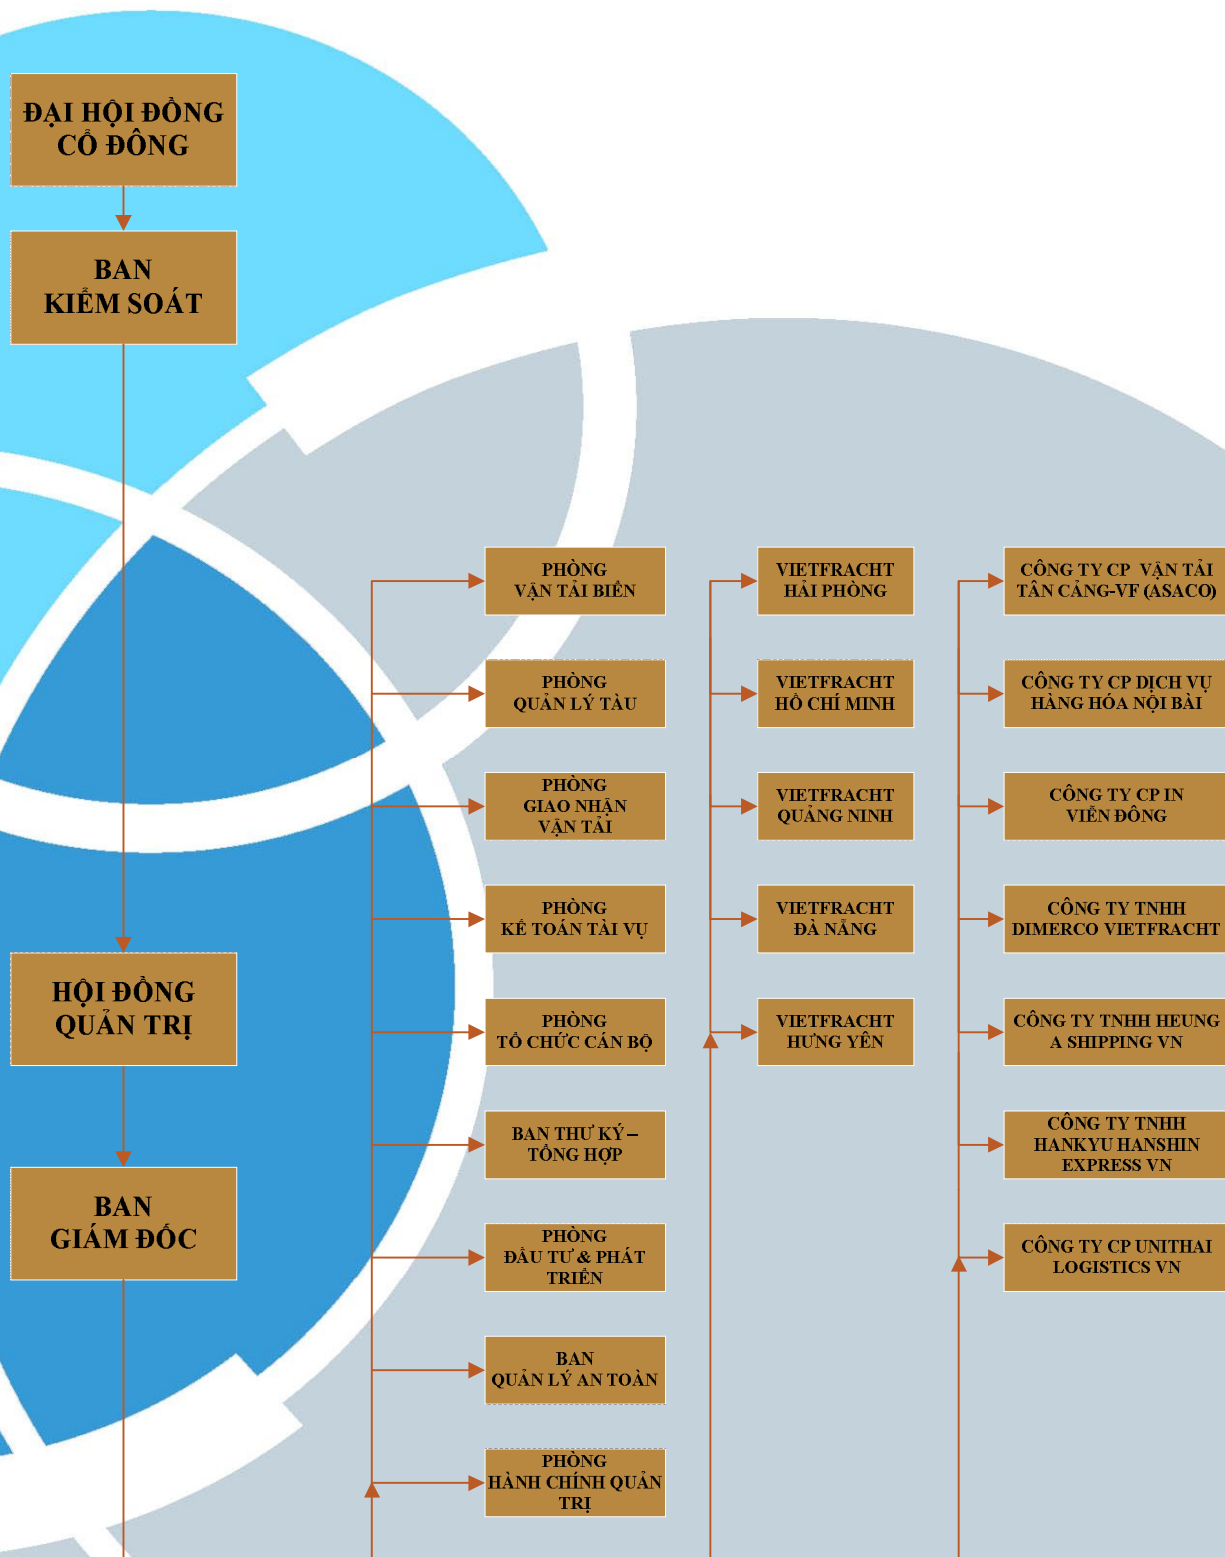 ĐẠI HỘI ĐỒNG
CỔ ĐÔNG
BAN
KIỂM SOÁT
HỘI ĐỒNG
QUẢN TRỊ
BAN
GIÁM ĐỐC
PHÒNG
VẬN TẢI BIỂN
PHÒNG
QUẢN LÝ TÀU
PHÒNG
GIAO NHẬN
VẬN TẢI
PHÒNG
KẾ TOÁN TÀI VỤ
PHÒNG
TỔ CHỨC CÁN BỘ
BAN THƯ KÝ –
TỔNG HỢP
PHÒNG
ĐẦU TƯ & PHÁT
TRIỂN
BAN
QUẢN LÝ AN TOÀN
PHÒNG
HÀNH CHÍNH QUẢN
TRỊ
VIETFRACHT
HẢI PHÒNG
VIETFRACHT
HỒ CHÍ MINH
VIETFRACHT
QUẢNG NINH
VIETFRACHT
ĐÀ NẴNG
VIETFRACHT
HƯNG YÊN
CÔNG TY CP VẬN TẢI
TÂN CẢNG-VF (ASACO)
CÔNG TY CP DỊCH VỤ
HÀNG HÓA NỘI BÀI
CÔNG TY CP IN
VIỄN ĐÔNG
CÔNG TY TNHH
DIMERCO VIETFRACHT
CÔNG TY TNHH HEUNG
A SHIPPING VN
CÔNG TY TNHH
HANKYU HANSHIN
EXPRESS VN
CÔNG TY CP UNITHAI
LOGISTICS VN